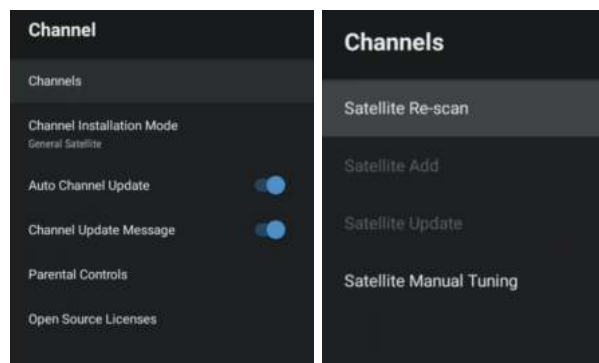 Channel
Channels
Channel Installation Mode
General Satellite
Auto Channel Update
Channel Update Message
Parental Controls
Open Source Licenses
Channels
Satellite Re-scan
Satellite Add
Satellite Update
Satellite Manual Tuning